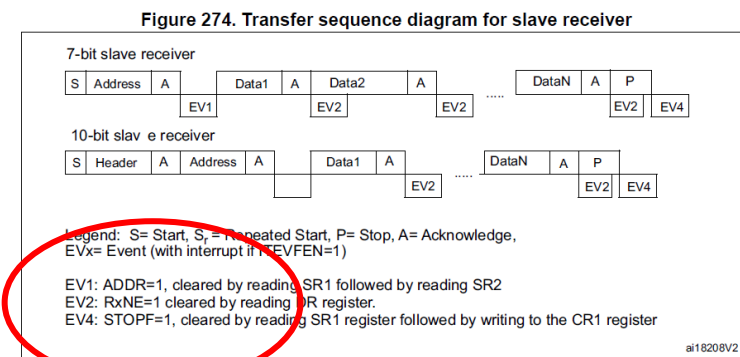 Figure 274. Transfer sequence diagram for slave receiver
7-bit slave receiver
S Address A Data1 A Data2 A ..... DataN A P
EV1 EV2 EV2 EV2 EV4
10-bit slav e receiver
S Header A Address A Data1 A ..... DataN A P
EV2 EV2 EV4
Legend: S= Start, Sr = Repeated Start, P= Stop, A= Acknowledge,
EVx= Event (with interrupt if ITEVFEN=1)
EV1: ADDR=1, cleared by reading SR1 followed by reading SR2
EV2: RxNE=1 cleared by reading DR register.
EV4: STOPF=1, cleared by reading SR1 register followed by writing to the CR1 register
ai18208V2